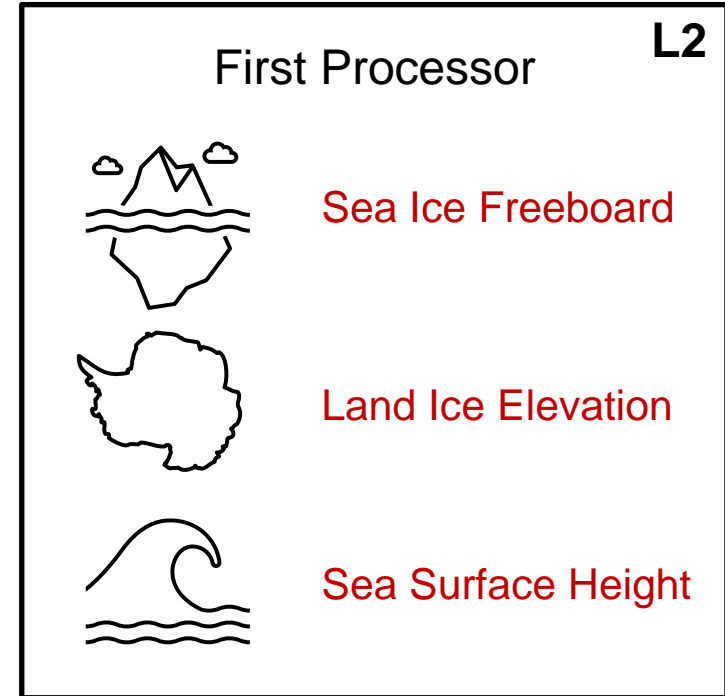 L2
First Processor
Sea Ice Freeboard
Land Ice Elevation
Sea Surface Height